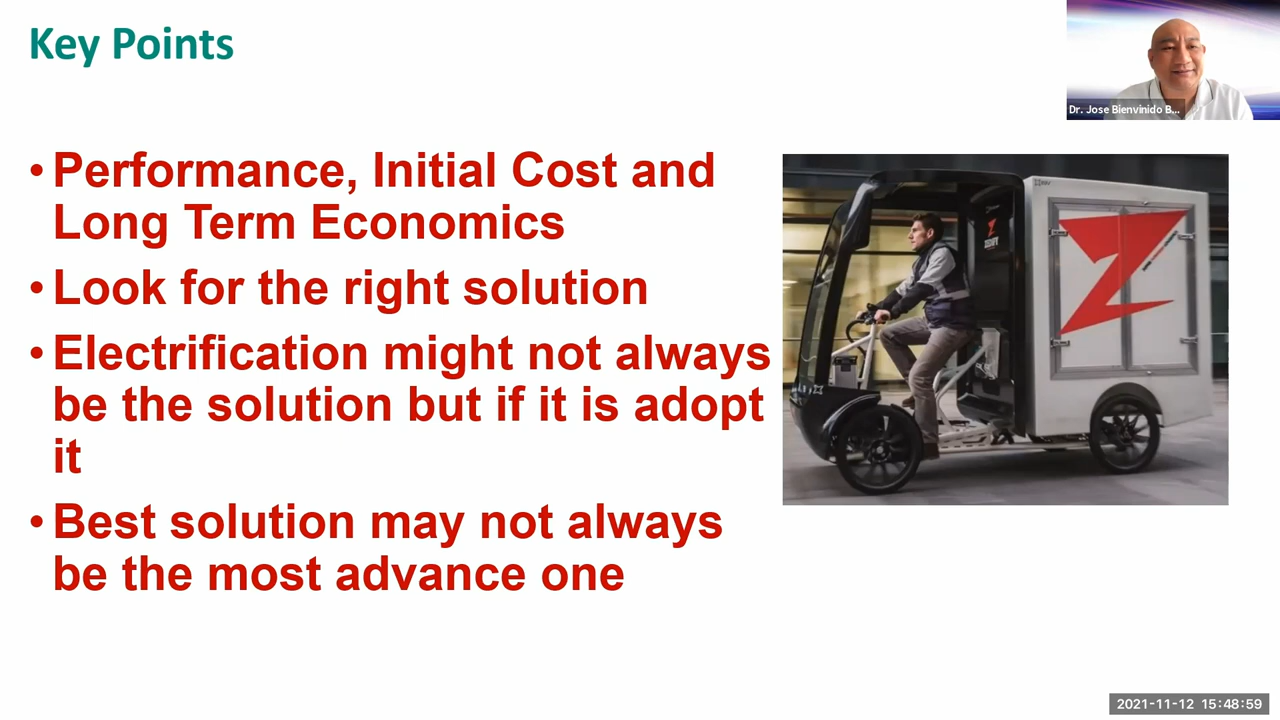 Key Points
Dr. Jose Bienvinido B...
• Performance, Initial Cost and
Long Term Economics
• Look for the right solution
• Electrification might not always
be the solution but if it is adopt
it
• Best solution may not always
be the most advance one
ZEDIFY
Z
2021-11-12 15:48:59